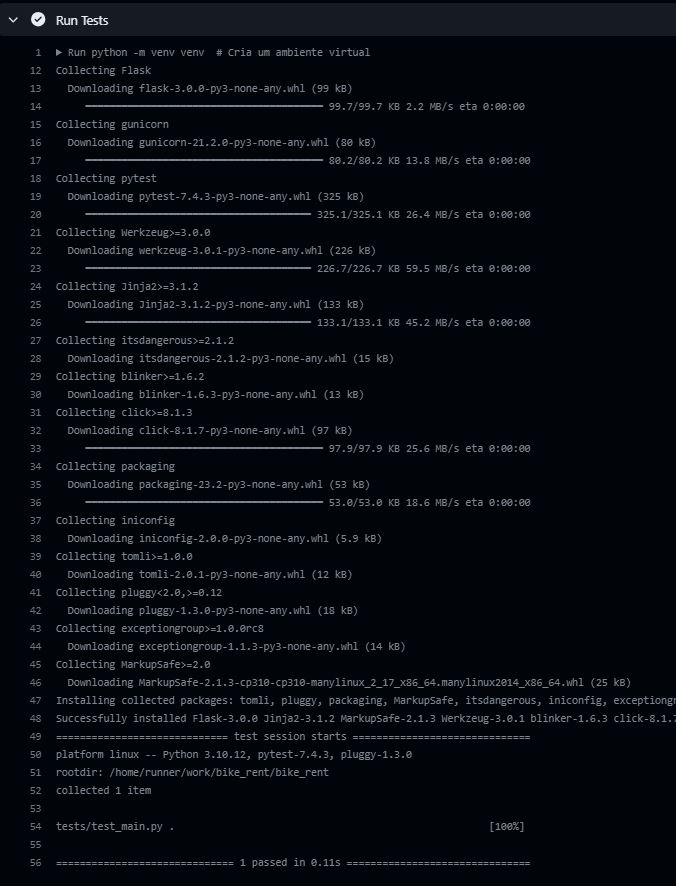 Run Tests
1 ▶ Run python -m venv venv # Cria um ambiente virtual
12 Collecting Flask
13 Downloading flask-3.0.0-py3-none-any.whl (99 kB)
14 ━━━━━━━━━━━━━━━━━━━━━━━━━━━━━━━━━━━━━━━━ 99.7/99.7 KB 2.2 MB/s eta 0:00:00
15 Collecting gunicorn
16 Downloading gunicorn-21.2.0-py3-none-any.whl (80 kB)
17 ━━━━━━━━━━━━━━━━━━━━━━━━━━━━━━━━━━━━━━━━ 80.2/80.2 KB 13.8 MB/s eta 0:00:00
18 Collecting pytest
19 Downloading pytest-7.4.3-py3-none-any.whl (325 kB)
20 ━━━━━━━━━━━━━━━━━━━━━━━━━━━━━━━━━━━━━━ 325.1/325.1 KB 26.4 MB/s eta 0:00:00
21 Collecting Werkzeug>=3.0.0
22 Downloading werkzeug-3.0.1-py3-none-any.whl (226 kB)
23 ━━━━━━━━━━━━━━━━━━━━━━━━━━━━━━━━━━━━━━ 226.7/226.7 KB 59.5 MB/s eta 0:00:00
24 Collecting Jinja2>=3.1.2
25 Downloading Jinja2-3.1.2-py3-none-any.whl (133 kB)
26 ━━━━━━━━━━━━━━━━━━━━━━━━━━━━━━━━━━━━━━ 133.1/133.1 KB 45.2 MB/s eta 0:00:00
27 Collecting itsdangerous>=2.1.2
28 Downloading itsdangerous-2.1.2-py3-none-any.whl (15 kB)
29 Collecting blinker>=1.6.2
30 Downloading blinker-1.6.3-py3-none-any.whl (13 kB)
31 Collecting click>=8.1.3
32 Downloading click-8.1.7-py3-none-any.whl (97 kB)
33 ━━━━━━━━━━━━━━━━━━━━━━━━━━━━━━━━━━━━━━━━ 97.9/97.9 KB 25.6 MB/s eta 0:00:00
34 Collecting packaging
35 Downloading packaging-23.2-py3-none-any.whl (53 kB)
36 ━━━━━━━━━━━━━━━━━━━━━━━━━━━━━━━━━━━━━━━━ 53.0/53.0 KB 18.6 MB/s eta 0:00:00
37 Collecting iniconfig
38 Downloading iniconfig-2.0.0-py3-none-any.whl (5.9 kB)
39 Collecting tomli>=1.0.0
40 Downloading tomli-2.0.1-py3-none-any.whl (12 kB)
41 Collecting pluggy<2.0,>=0.12
42 Downloading pluggy-1.3.0-py3-none-any.whl (18 kB)
43 Collecting exceptiongroup>=1.0.0rc8
44 Downloading exceptiongroup-1.1.3-py3-none-any.whl (14 kB)
45 Collecting MarkupSafe>=2.0
46 Downloading MarkupSafe-2.1.3-cp310-cp310-manylinux_2_17_x86_64.manylinux2014_x86_64.whl (25 kB)
47 Installing collected packages: tomli, pluggy, packaging, MarkupSafe, itsdangerous, iniconfig, exceptiong
48 Successfully installed Flask-3.0.0 Jinja2-3.1.2 MarkupSafe-2.1.3 Werkzeug-3.0.1 blinker-1.6.3 click-8.1.7
49 ============================= test session starts ==============================
50 platform linux -- Python 3.10.12, pytest-7.4.3, pluggy-1.3.0
51 rootdir: /home/runner/work/bike_rent/bike_rent
52 collected 1 item
53
54 tests/test_main.py . [100%]
55
56 ============================== 1 passed in 0.11s ===============================